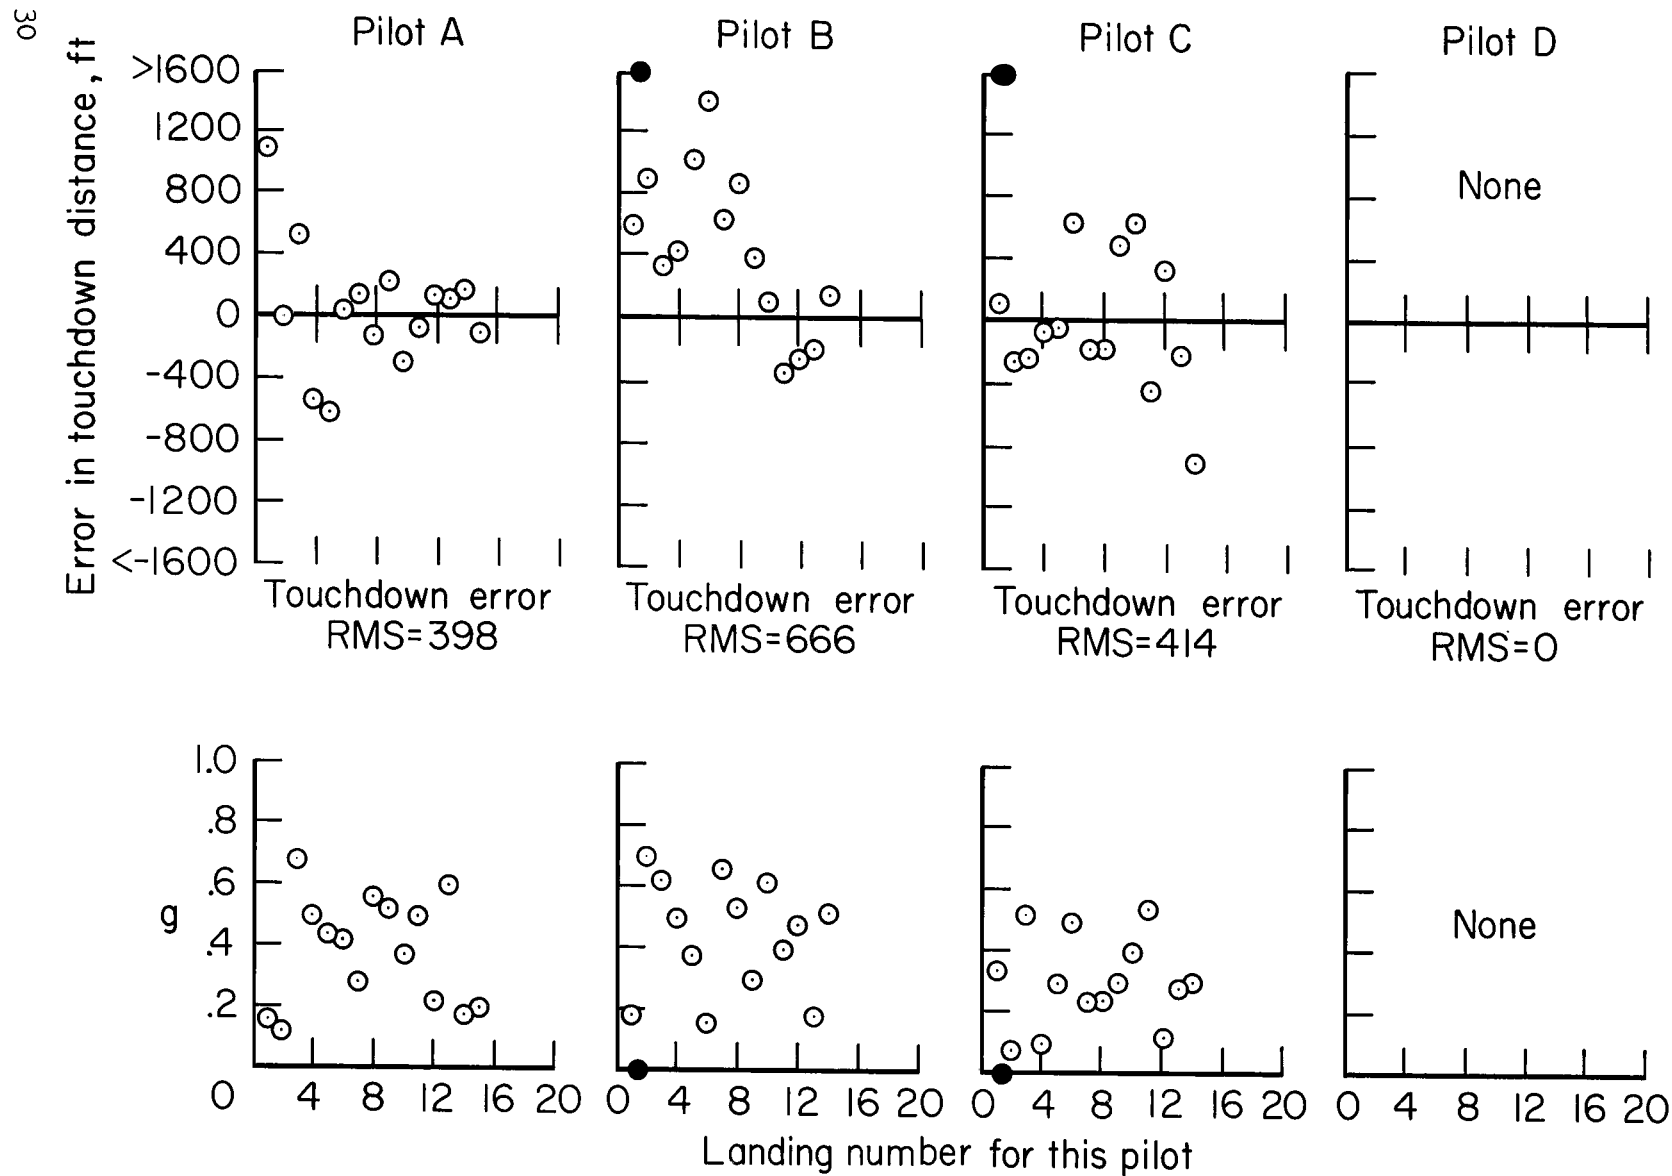 30
Pilot A Pilot B Pilot C Pilot D
Error in touchdown distance, ft
>1600
1200
800
400
0
-400
-800
-1200
<-1600
None
Touchdown error Touchdown error Touchdown error Touchdown error
RMS=398 RMS=666 RMS=414 RMS=0
g
1.0
.8
.6
.4
.2
None
0 4 8 12 16 20 0 4 8 12 16 20 0 4 8 12 16 20 0 4 8 12 16 20
Landing number for this pilot